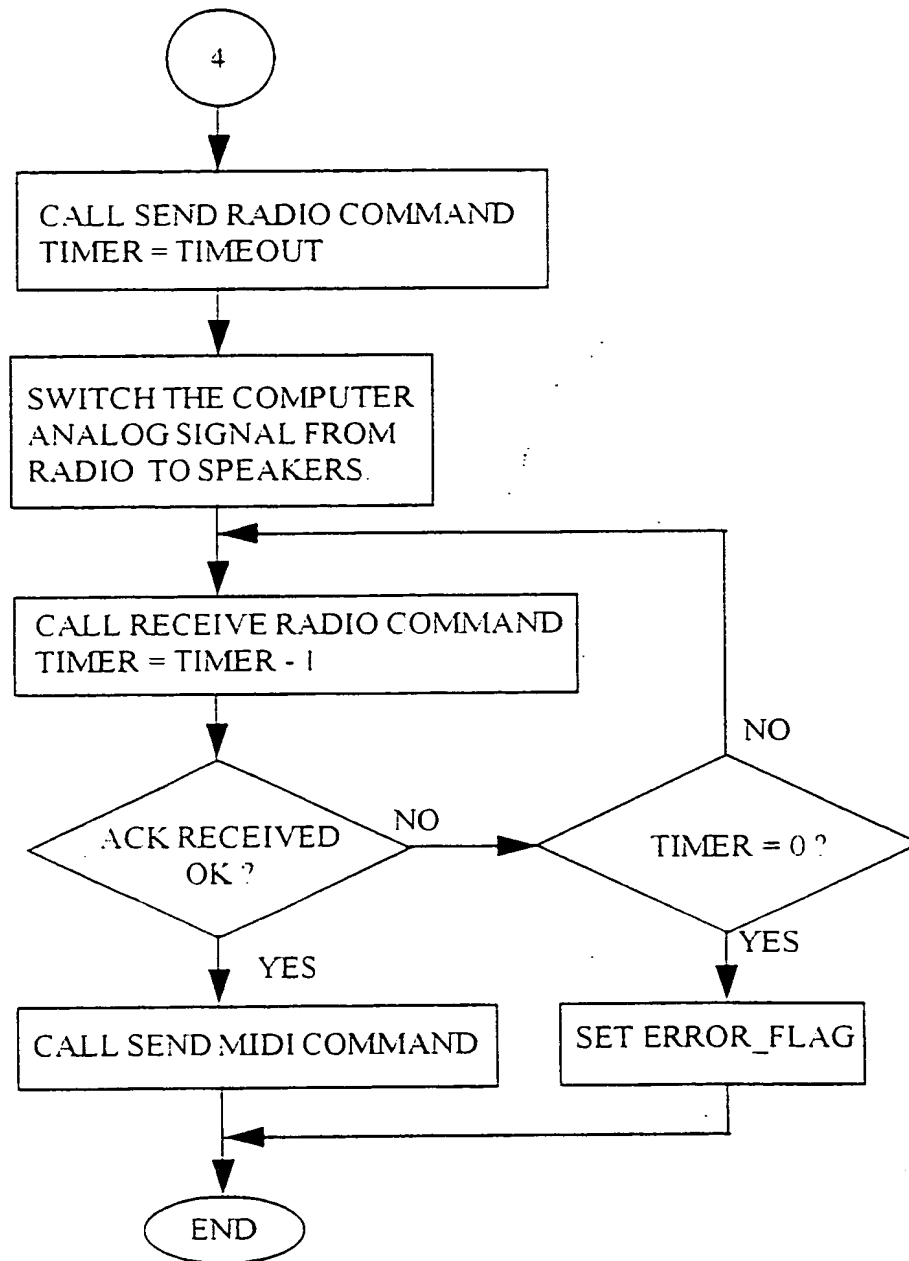 4
CALL SEND RADIO COMMAND
TIMER = TIMEOUT
SWITCH THE COMPUTER
ANALOG SIGNAL FROM
RADIO TO SPEAKERS.
CALL RECEIVE RADIO COMMAND
TIMER = TIMER - 1
ACK RECEIVED
OK ?
NO
TIMER = 0 ?
NO
YES
YES
CALL SEND MIDI COMMAND
SET ERROR_FLAG
END